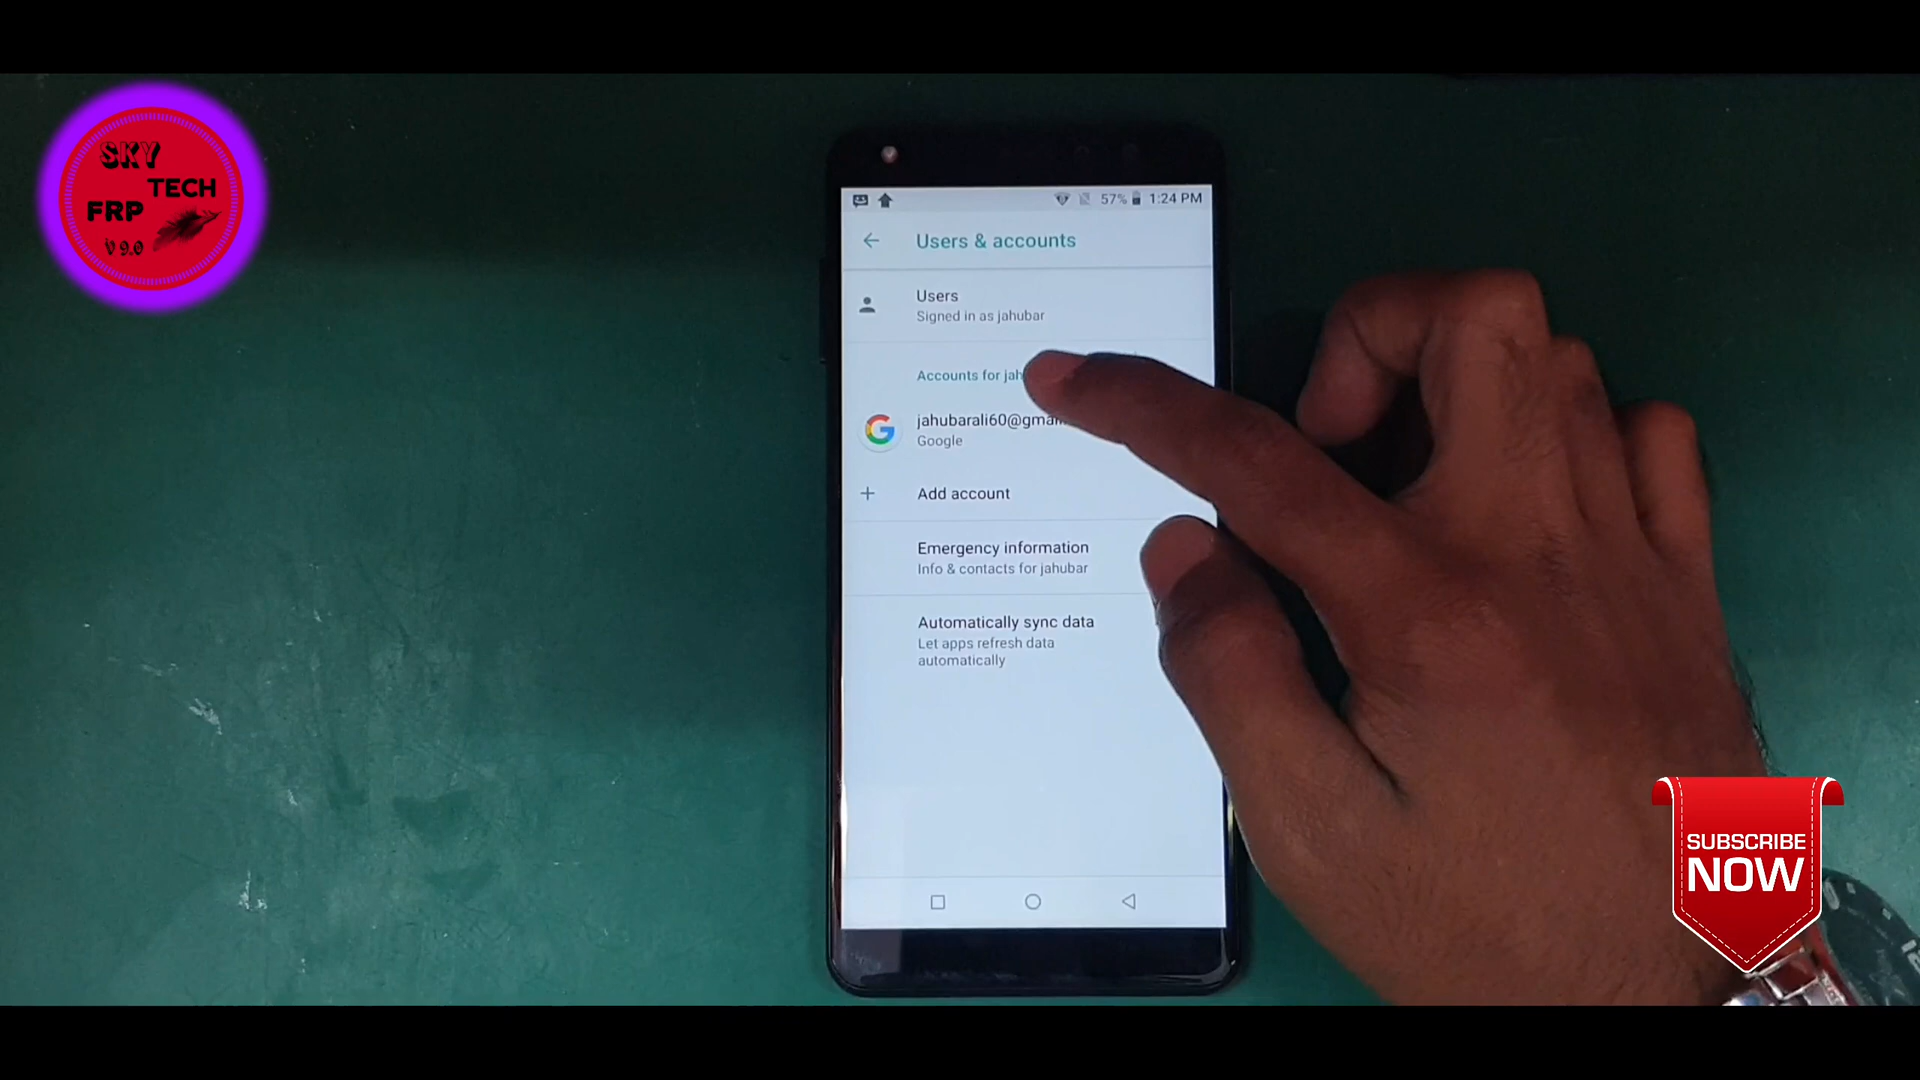 SKY
TECH
FRP
V 9.0
57% 1:24 PM
Users & accounts
Users
Signed in as jahubar
Accounts for jah
jahubarali60@gmai
Google
Add account
Emergency information
Info & contacts for jahubar
Automatically sync data
Let apps refresh data
automatically
SUBSCRIBE
NOW